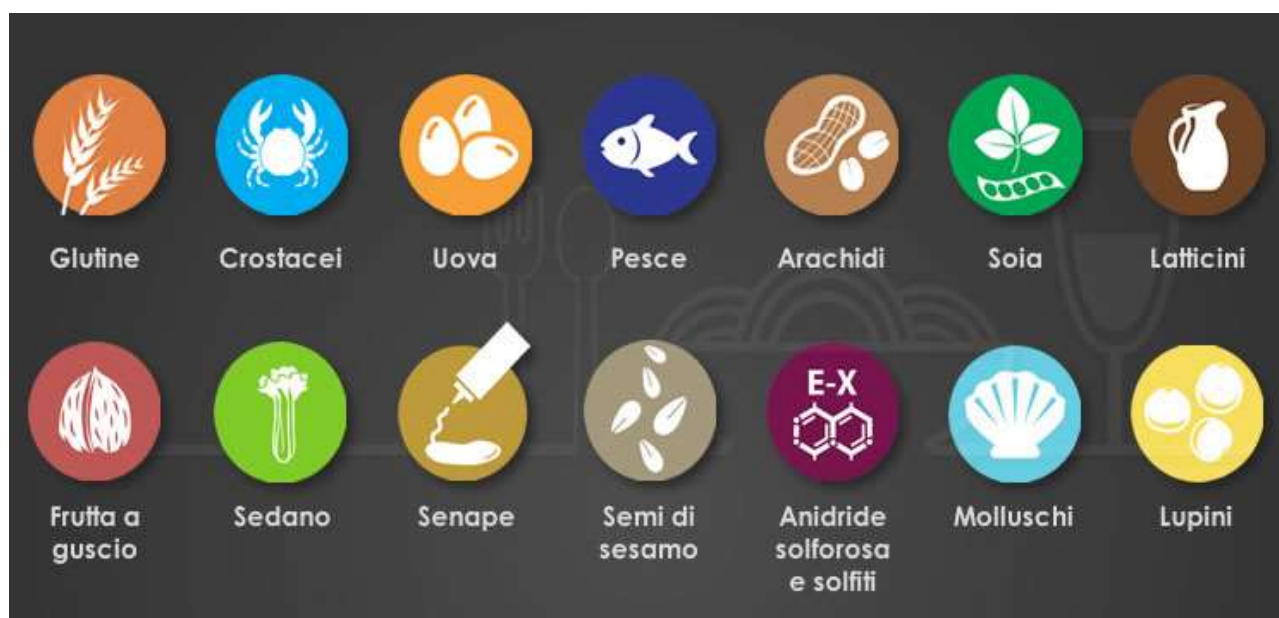 Glutine
Crostacei
Uova
Pesce
Arachidi
Soia
Latticini
E-X
Frutta a
guscio
Sedano
Senape
Semi di
sesamo
Anidride
solforosa
e solfiti
Molluschi
Lupini